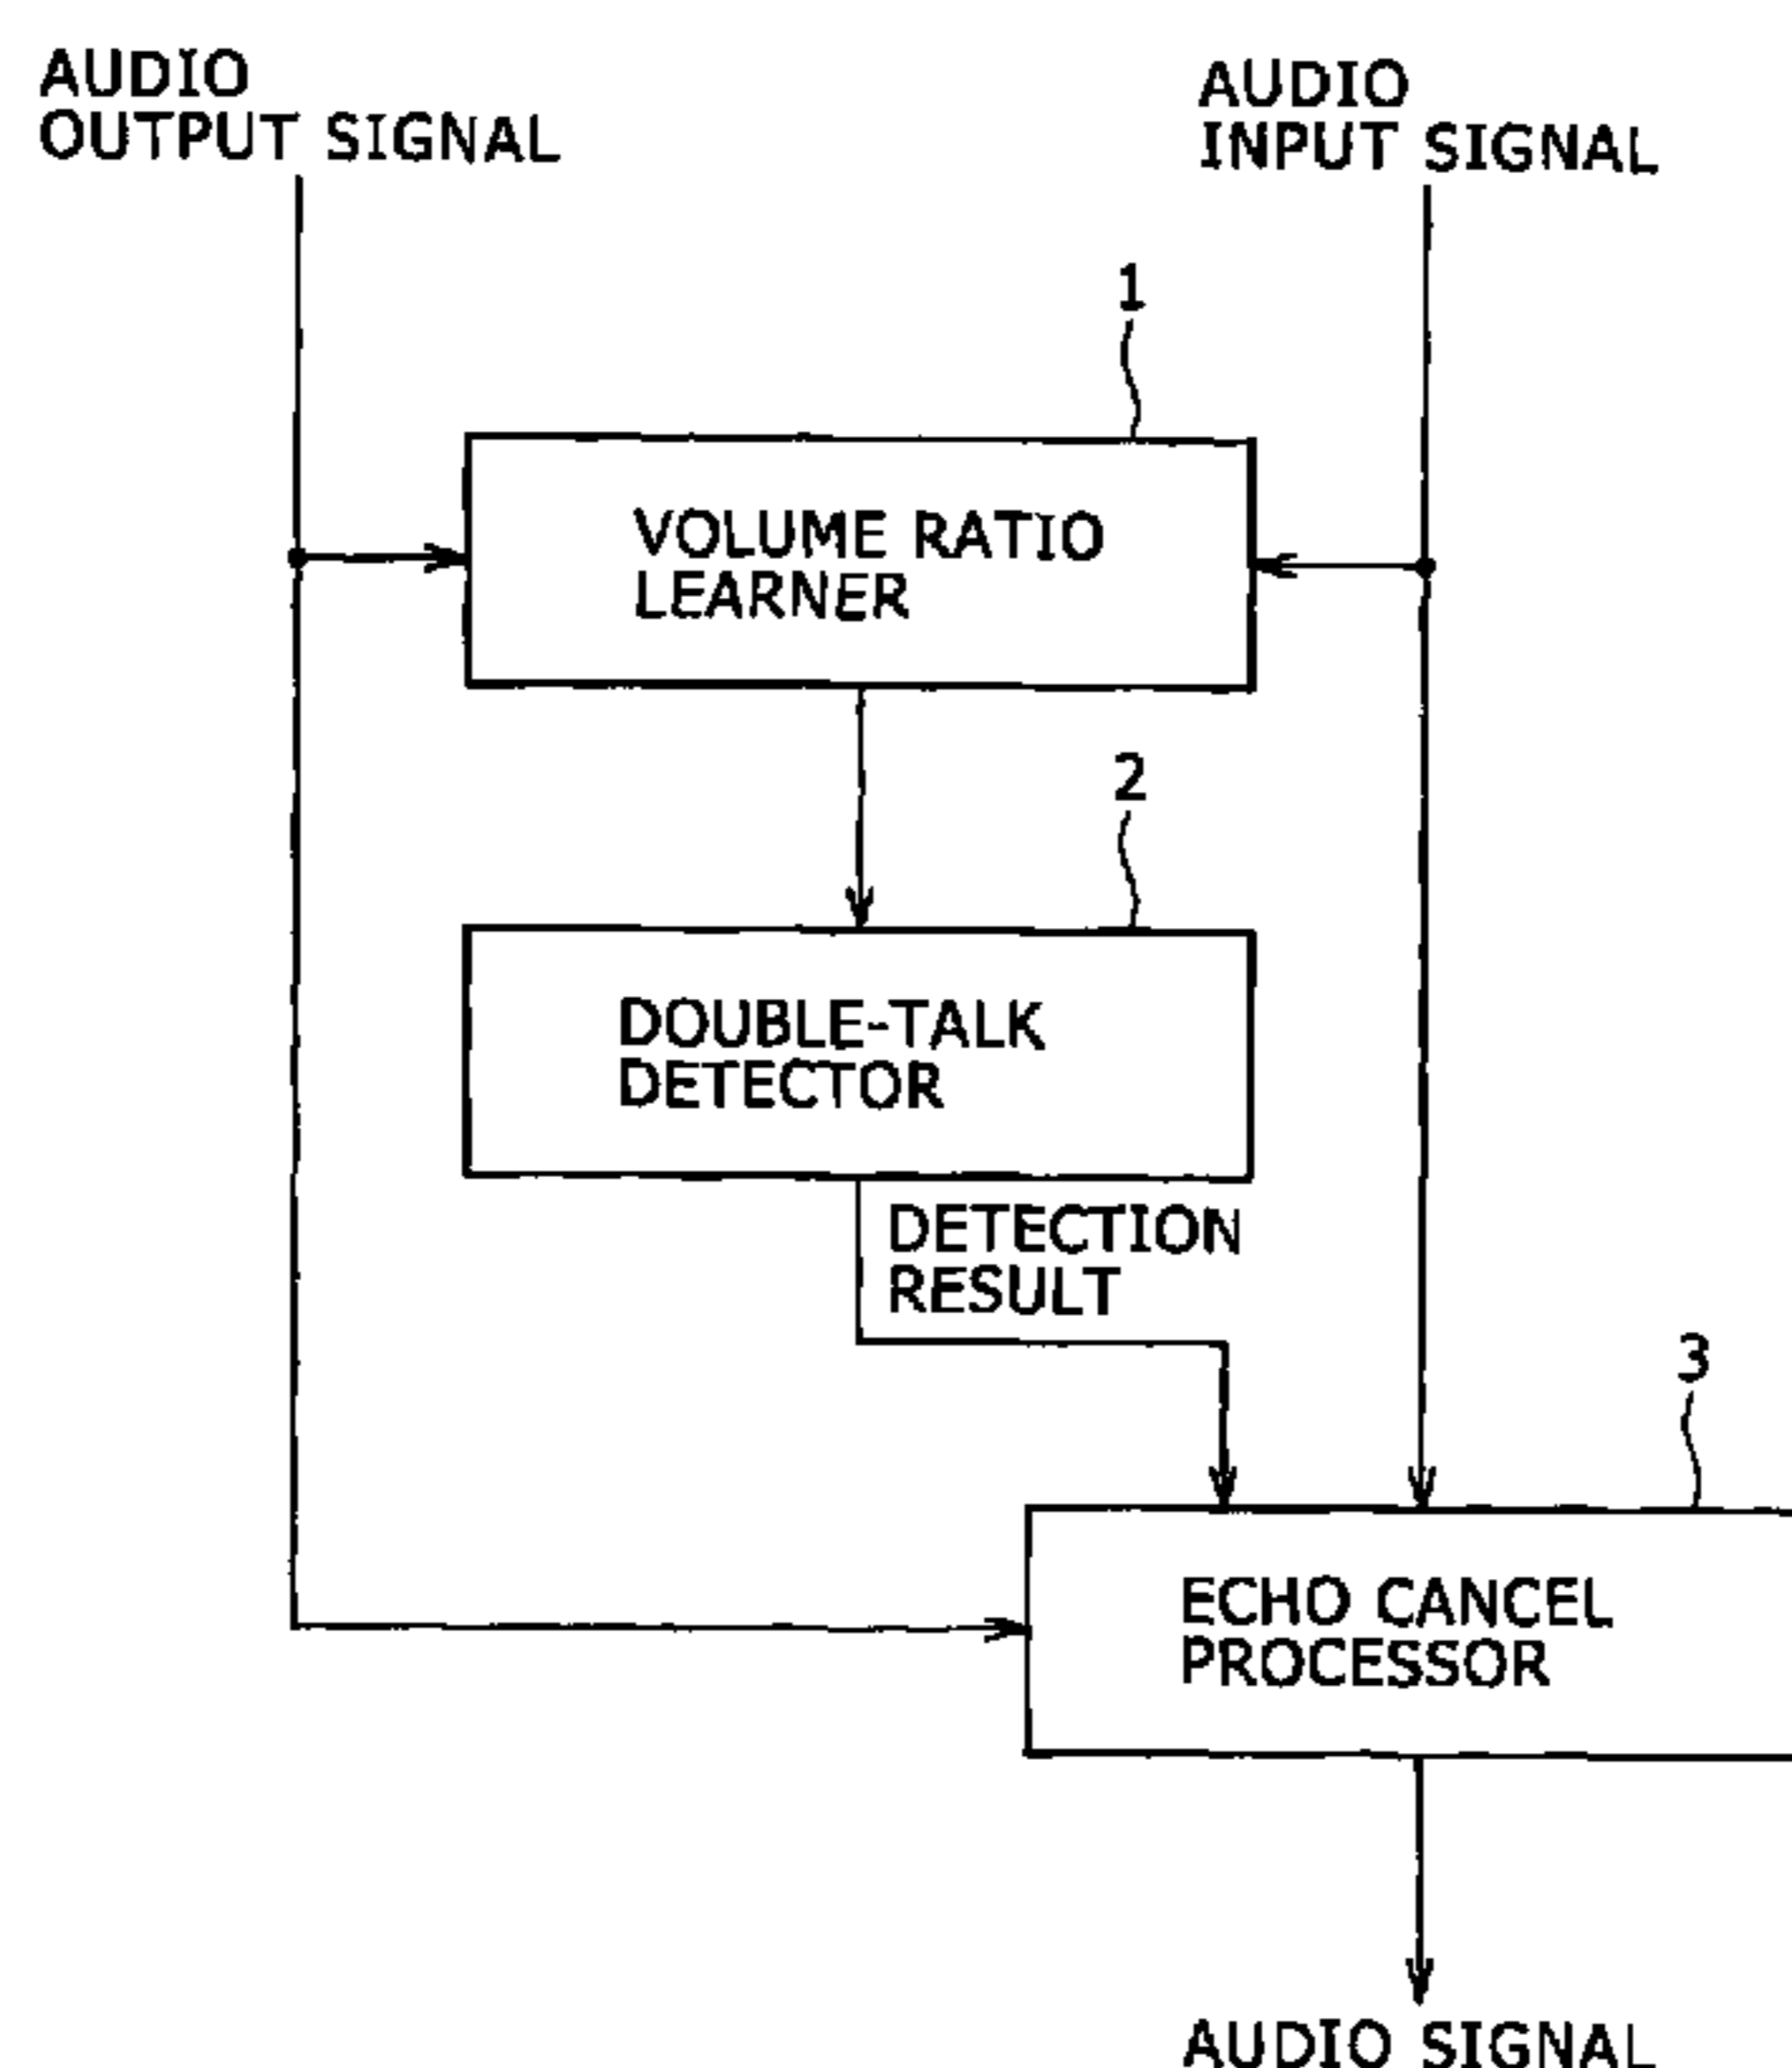 AUDIO
OUTPUT SIGNAL
AUDIO
INPUT SIGNAL
1
VOLUME RATIO
LEARNER
2
DOUBLE-TALK
DETECTOR
DETECTION
RESULT
3
ECHO CANCEL
PROCESSOR
AUDIO SIGNAL